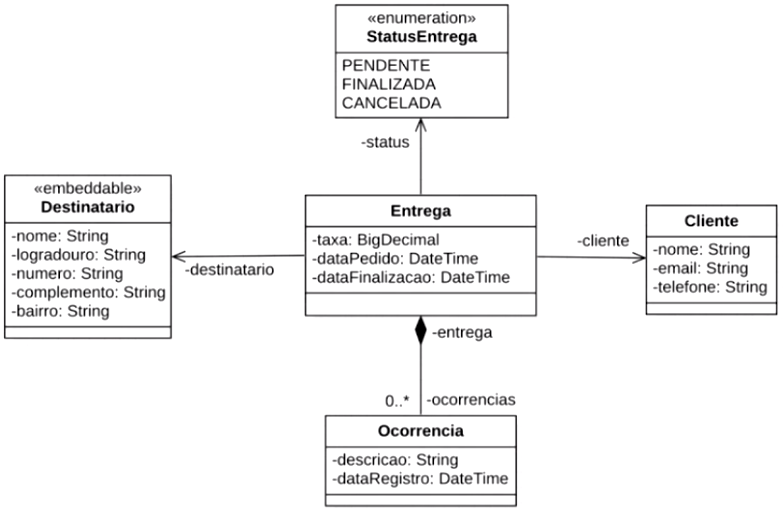 «enumeration»
StatusEntrega
PENDENTE
FINALIZADA
CANCELADA
-status
«embeddable»
Destinatario
-nome: String
-logradouro: String
-numero: String
-complemento: String
-bairro: String
-destinatario
Entrega
-taxa: BigDecimal
-dataPedido: DateTime
-dataFinalizacao: DateTime
-cliente
Cliente
-nome: String
-email: String
-telefone: String
-entrega
0..* -ocorrencias
Ocorrencia
-descricao: String
-dataRegistro: DateTime